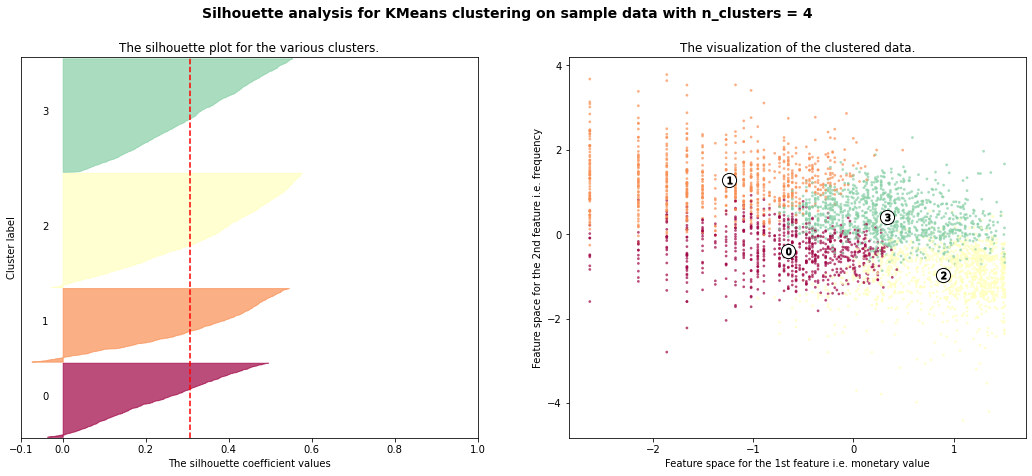 Silhouette analysis for KMeans clustering on sample data with n_clusters = 4
The silhouette plot for the various clusters.
Cluster label
3
2
1
0
-0.1 0.0 0.2 0.4 0.6 0.8 1.0
The silhouette coefficient values
The visualization of the clustered data.
Feature space for the 2nd feature i.e. frequency
4
2
0
−2
−4
1
3
0
2
−2 −1 0 1
Feature space for the 1st feature i.e. monetary value